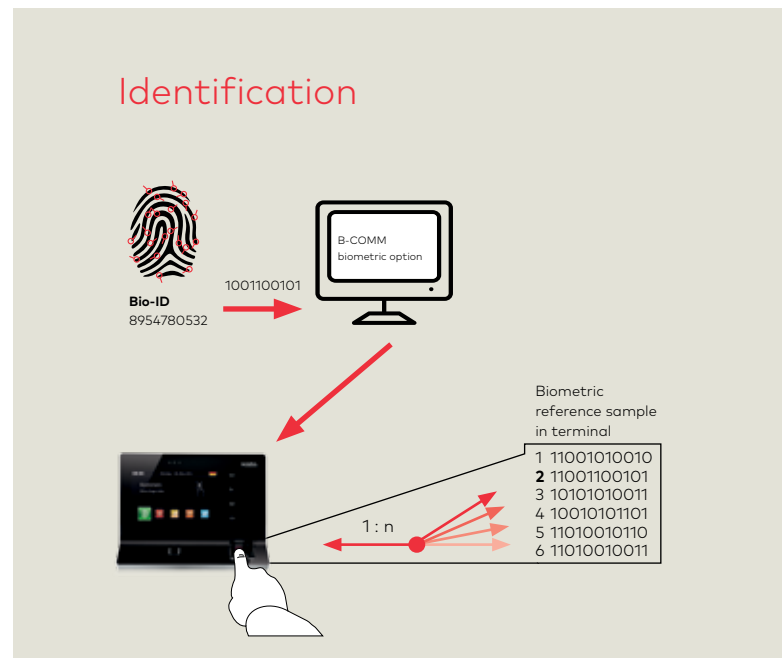 Identification
B-COMM
biometric option
1001100101
Bio-ID
8954780532
Biometric
reference sample
in terminal
1 11001010010
2 11001100101
3 10101010011
4 10010101101
5 11010010110
6 11010010011
1 : n